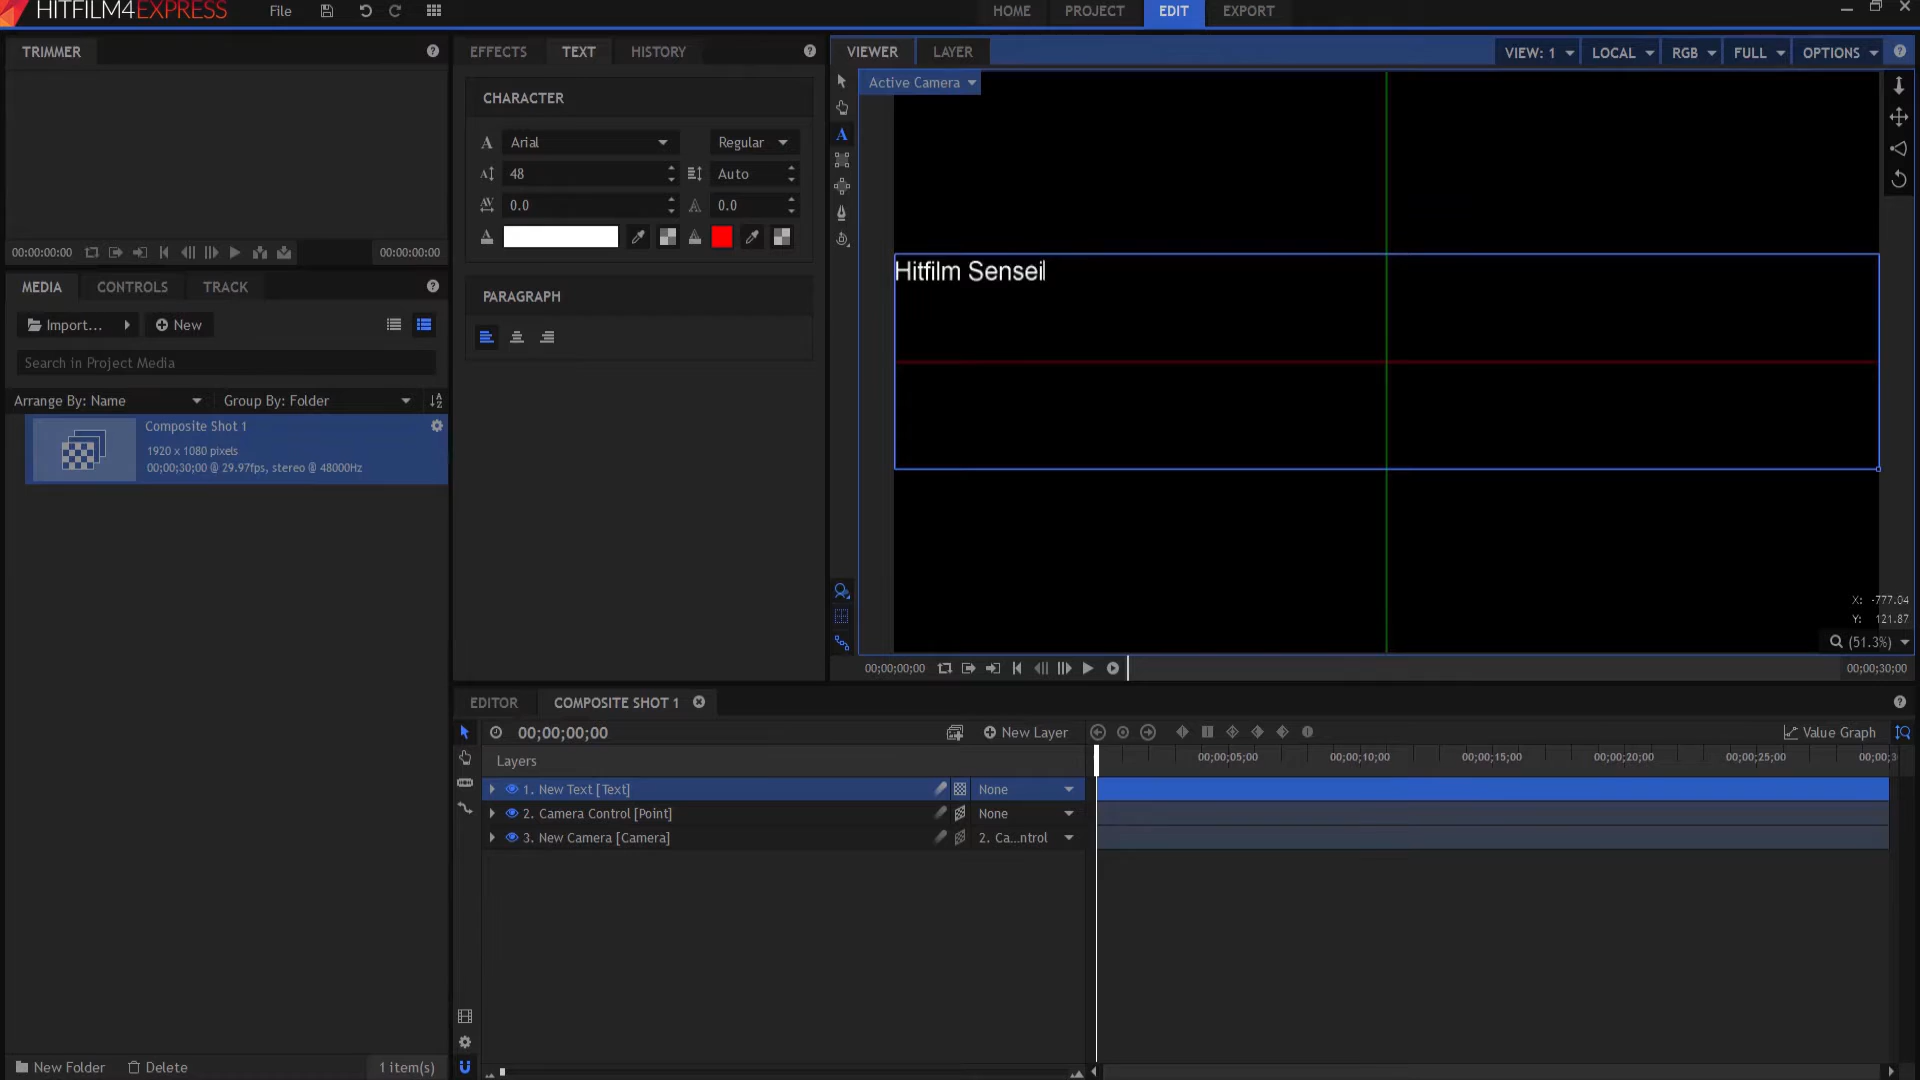 HITFILM4EXPRESS
File
HOME
PROJECT
EDIT
EXPORT
TRIMMER
00:00:00:00
00:00:00:00
MEDIA
CONTROLS
TRACK
Import...
New
Search in Project Media
Arrange By: Name
Group By: Folder
Composite Shot 1
1920 x 1080 pixels
00;00;30;00 @ 29.97fps, stereo @ 48000Hz
New Folder
Delete
1 item(s)
EFFECTS
TEXT
HISTORY
CHARACTER
Arial
Regular
48
Auto
0.0
0.0
PARAGRAPH
VIEWER
LAYER
VIEW: 1
LOCAL
RGB
FULL
OPTIONS
Active Camera
Hitfilm Sensei
X: -777.04
Y: 121.87
(51.3%)
00;00;00;00
00;00;30;00
EDITOR
COMPOSITE SHOT 1
00;00;00;00
New Layer
Value Graph
Layers
00;00;05;00
00;00;10;00
00;00;15;00
00;00;20;00
00;00;25;00
00;00;3
1. New Text [Text]
None
2. Camera Control [Point]
None
3. New Camera [Camera]
2. Ca...ntrol